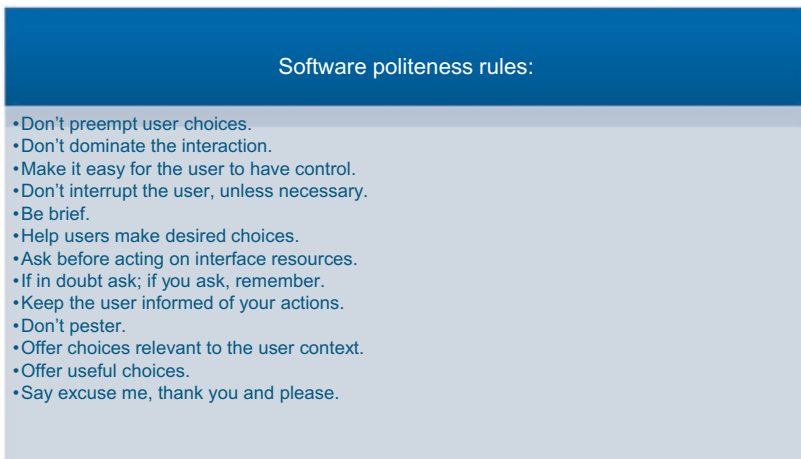 Software politeness rules:
•Don’t preempt user choices.
•Don’t dominate the interaction.
•Make it easy for the user to have control.
•Don’t interrupt the user, unless necessary.
•Be brief.
•Help users make desired choices.
•Ask before acting on interface resources.
•If in doubt ask; if you ask, remember.
•Keep the user informed of your actions.
•Don’t pester.
•Offer choices relevant to the user context.
•Offer useful choices.
•Say excuse me, thank you and please.